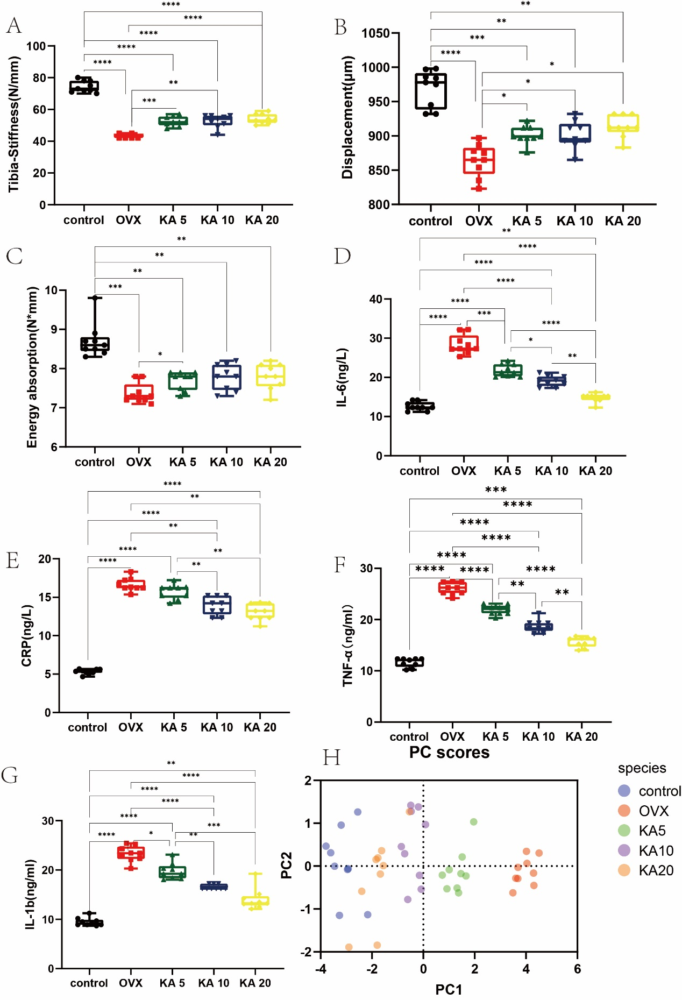 A
Tibia-Stiffness(N/mm)
100
80
60
40
20
0
control OVX KA 5 KA 10 KA 20
****
****
****
****
****
**
***
B
Displacement(μm)
1050
1000
950
900
850
800
control OVX KA 5 KA 10 KA 20
**
**
***
****
*
*
*
C
Energy absorption(N*mm)
10
9
8
7
6
control OVX KA 5 KA 10 KA 20
**
**
**
***
*
D
IL-6(ng/L)
40
30
20
10
0
control OVX KA 5 KA 10 KA 20
**
****
****
****
****
**** ***
****
*
**
E
CRP(ng/L)
20
15
10
5
0
control OVX KA 5 KA 10 KA 20
****
**
****
**
**** **
**** **
F
TNF-α(ng/ml)
30
20
10
0
control OVX KA 5 KA 10 KA 20
***
****
****
****
****
**** **** ****
**
**
G
IL-1b(ng/ml)
30
20
10
0
control OVX KA 5 KA 10 KA 20
**
****
****
****
**** ***
**** * **
H
PC scores
PC2
2
1
0
-1
-2
-4 -2 0 2 4 6
PC1
species
control
OVX
KA5
KA10
KA20